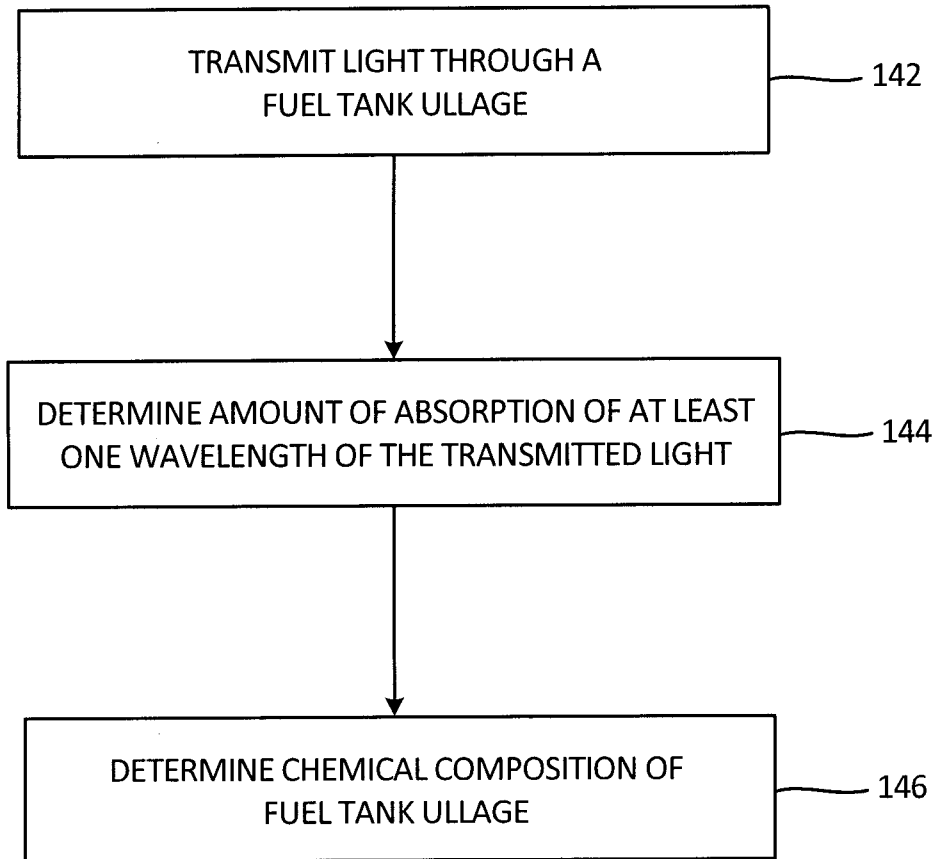 TRANSMIT LIGHT THROUGH A
FUEL TANK ULLAGE
142
DETERMINE AMOUNT OF ABSORPTION OF AT LEAST
ONE WAVELENGTH OF THE TRANSMITTED LIGHT
144
DETERMINE CHEMICAL COMPOSITION OF
FUEL TANK ULLAGE
146